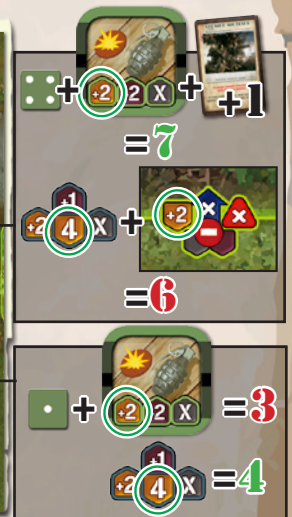 + +2 2 X + +1
=7
+1
+2 4 X + +2 X X
=6
+ +2 2 X =3
+1
+2 4 X =4